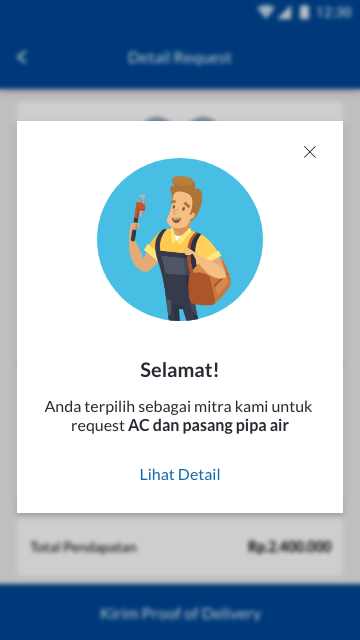 12:30
Detail Request
Selamat!
Anda terpilih sebagai mitra kami untuk
request AC dan pasang pipa air
Lihat Detail
Total Pendapatan
Rp.2.400.000
Kirim Proof of Delivery